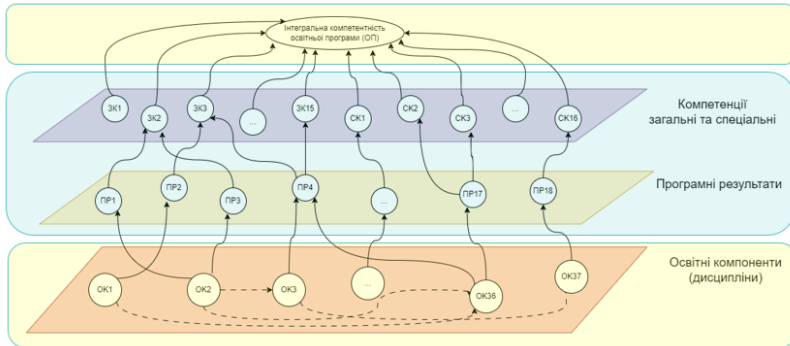 Інтегральна компетентність
освітньої програми (ОП)
ЗК1
ЗК2
ЗК3
...
ЗК15
СК1
СК2
СК3
...
СК16
Компетенції
загальні та спеціальні
ПР1
ПР2
ПР3
ПР4
...
ПР17
ПР18
Програмні результати
ОК1
ОК2
ОК3
...
ОК36
ОК37
Освітні компоненти
(дисципліни)